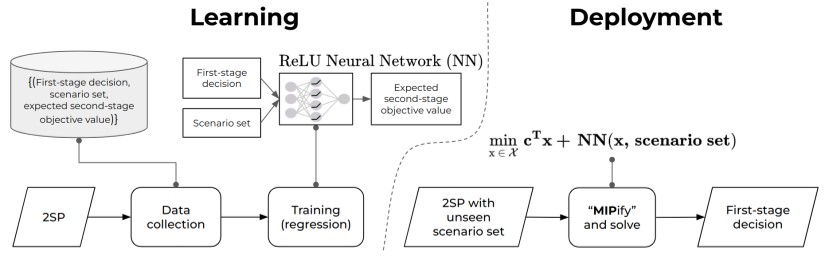 Learning
Deployment
{(First-stage decision,
scenario set,
expected second-stage
objective value)}
First-stage
decision
Scenario set
ReLU Neural Network (NN)
Expected
second-stage
objective value
2SP
Data
collection
Training
(regression)
min c^T x + NN(x, scenario set)
x ∈ 𝒳
2SP with
unseen
scenario set
“MIPify”
and solve
First-stage
decision